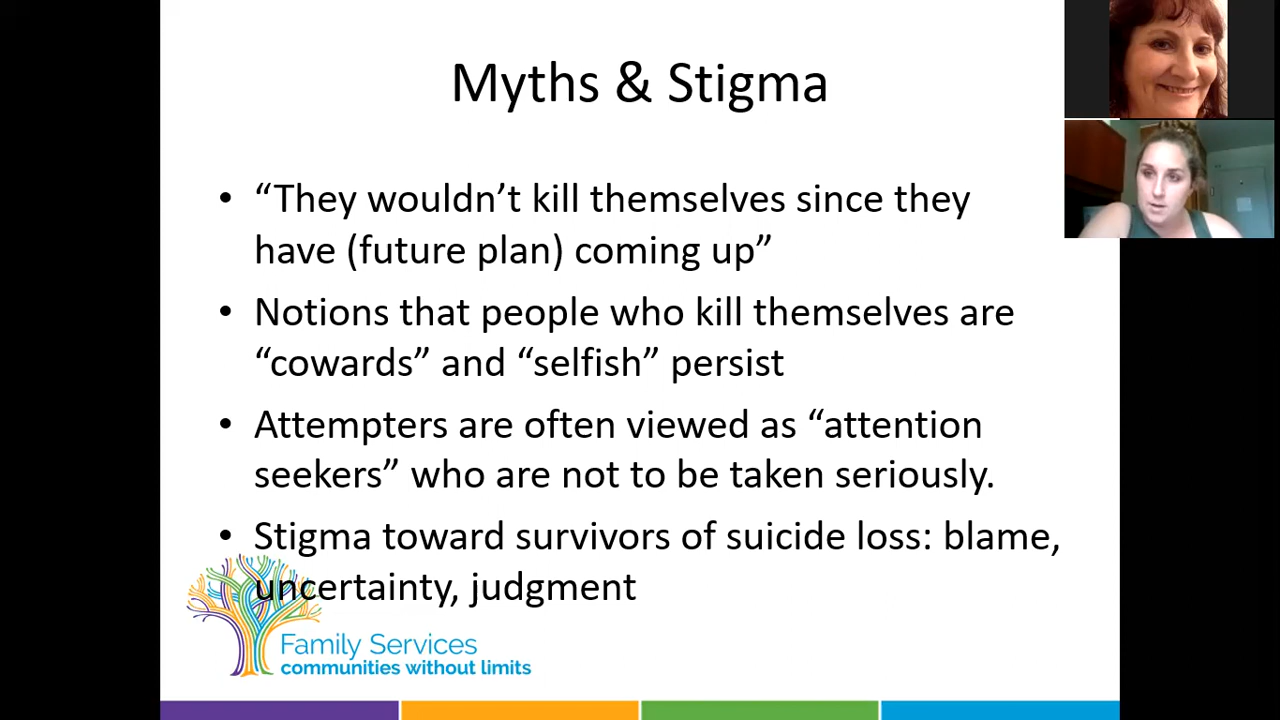 Myths & Stigma
• “They wouldn’t kill themselves since they
have (future plan) coming up”
• Notions that people who kill themselves are
“cowards” and “selfish” persist
• Attempters are often viewed as “attention
seekers” who are not to be taken seriously.
• Stigma toward survivors of suicide loss: blame,
uncertainty, judgment
Family Services
communities without limits